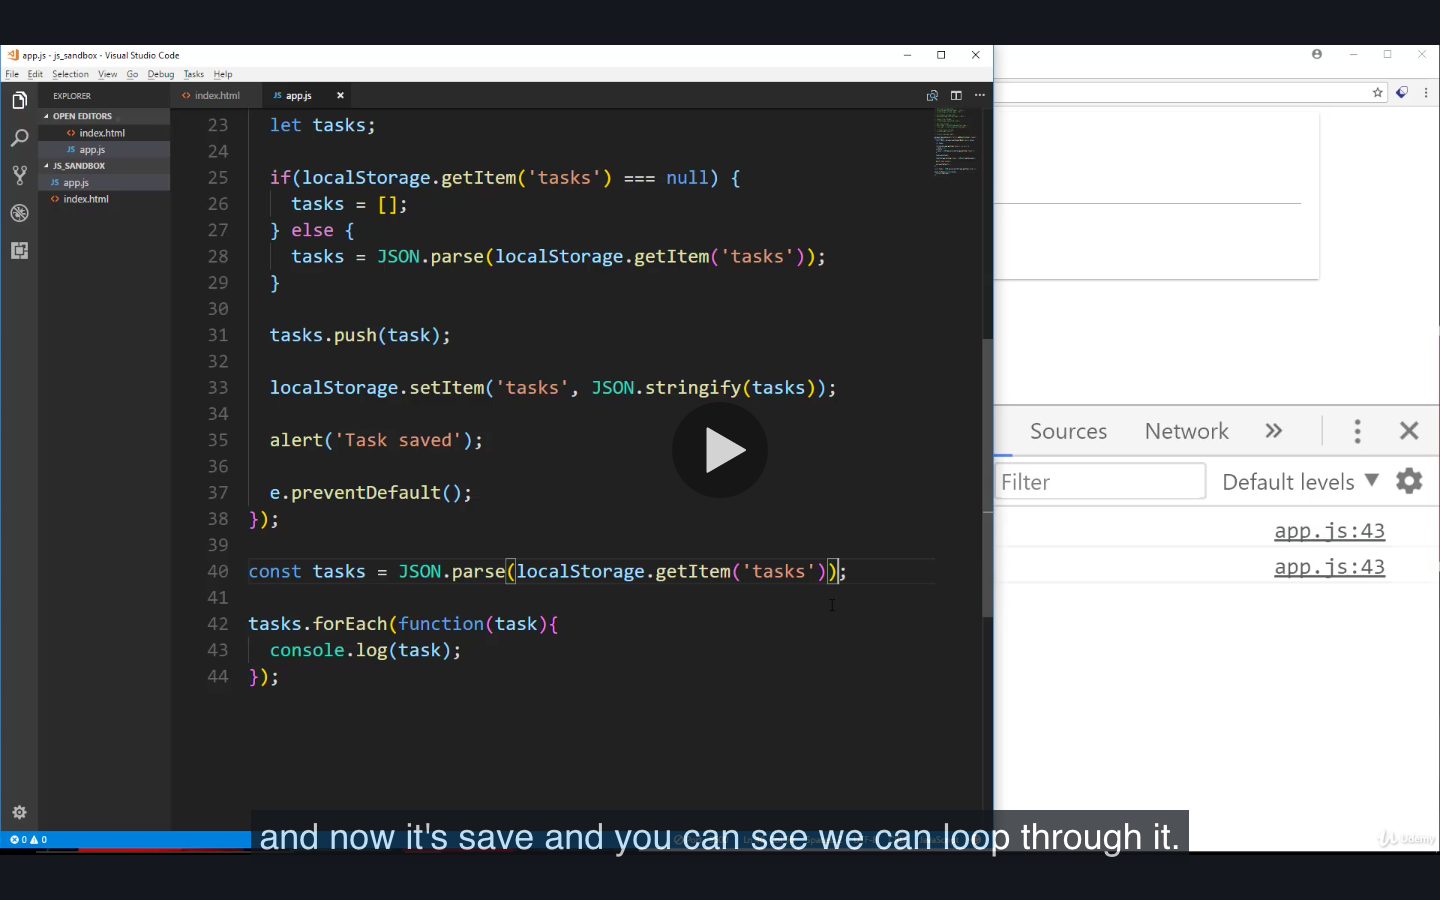 app.js - js_sandbox - Visual Studio Code
File Edit Selection View Go Debug Tasks Help
EXPLORER
OPEN EDITORS
index.html
JS app.js
JS_SANDBOX
JS app.js
index.html
index.html
JS app.js
23 let tasks;
24
25 if(localStorage.getItem('tasks') === null) {
26 tasks = [];
27 } else {
28 tasks = JSON.parse(localStorage.getItem('tasks'));
29 }
30
31 tasks.push(task);
32
33 localStorage.setItem('tasks', JSON.stringify(tasks));
34
35 alert('Task saved');
36
37 e.preventDefault();
38 });
39
40 const tasks = JSON.parse(localStorage.getItem('tasks'));
41
42 tasks.forEach(function(task){
43 console.log(task);
44 });
Sources Network
Filter Default levels
app.js:43
app.js:43
0 0
and now it's save and you can see we can loop through it.
Udemy